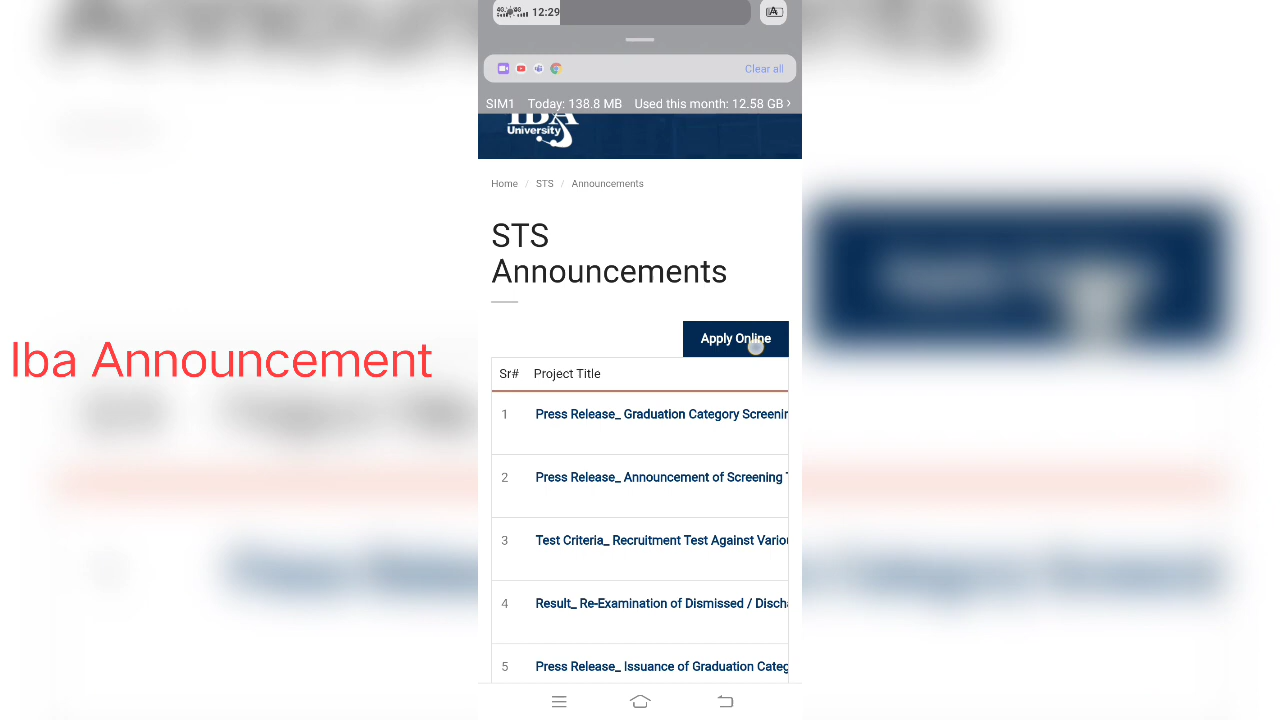 12:29
Clear all
SIM1 Today: 138.8 MB Used this month: 12.58 GB
IBA
University
Home / STS / Announcements
STS
Announcements
Apply Online
Iba Announcement
Sr# Project Title
1 Press Release_ Graduation Category Screenin
2 Press Release_ Announcement of Screening T
3 Test Criteria_ Recruitment Test Against Variou
4 Result_ Re-Examination of Dismissed / Discha
5 Press Release_ Issuance of Graduation Categ